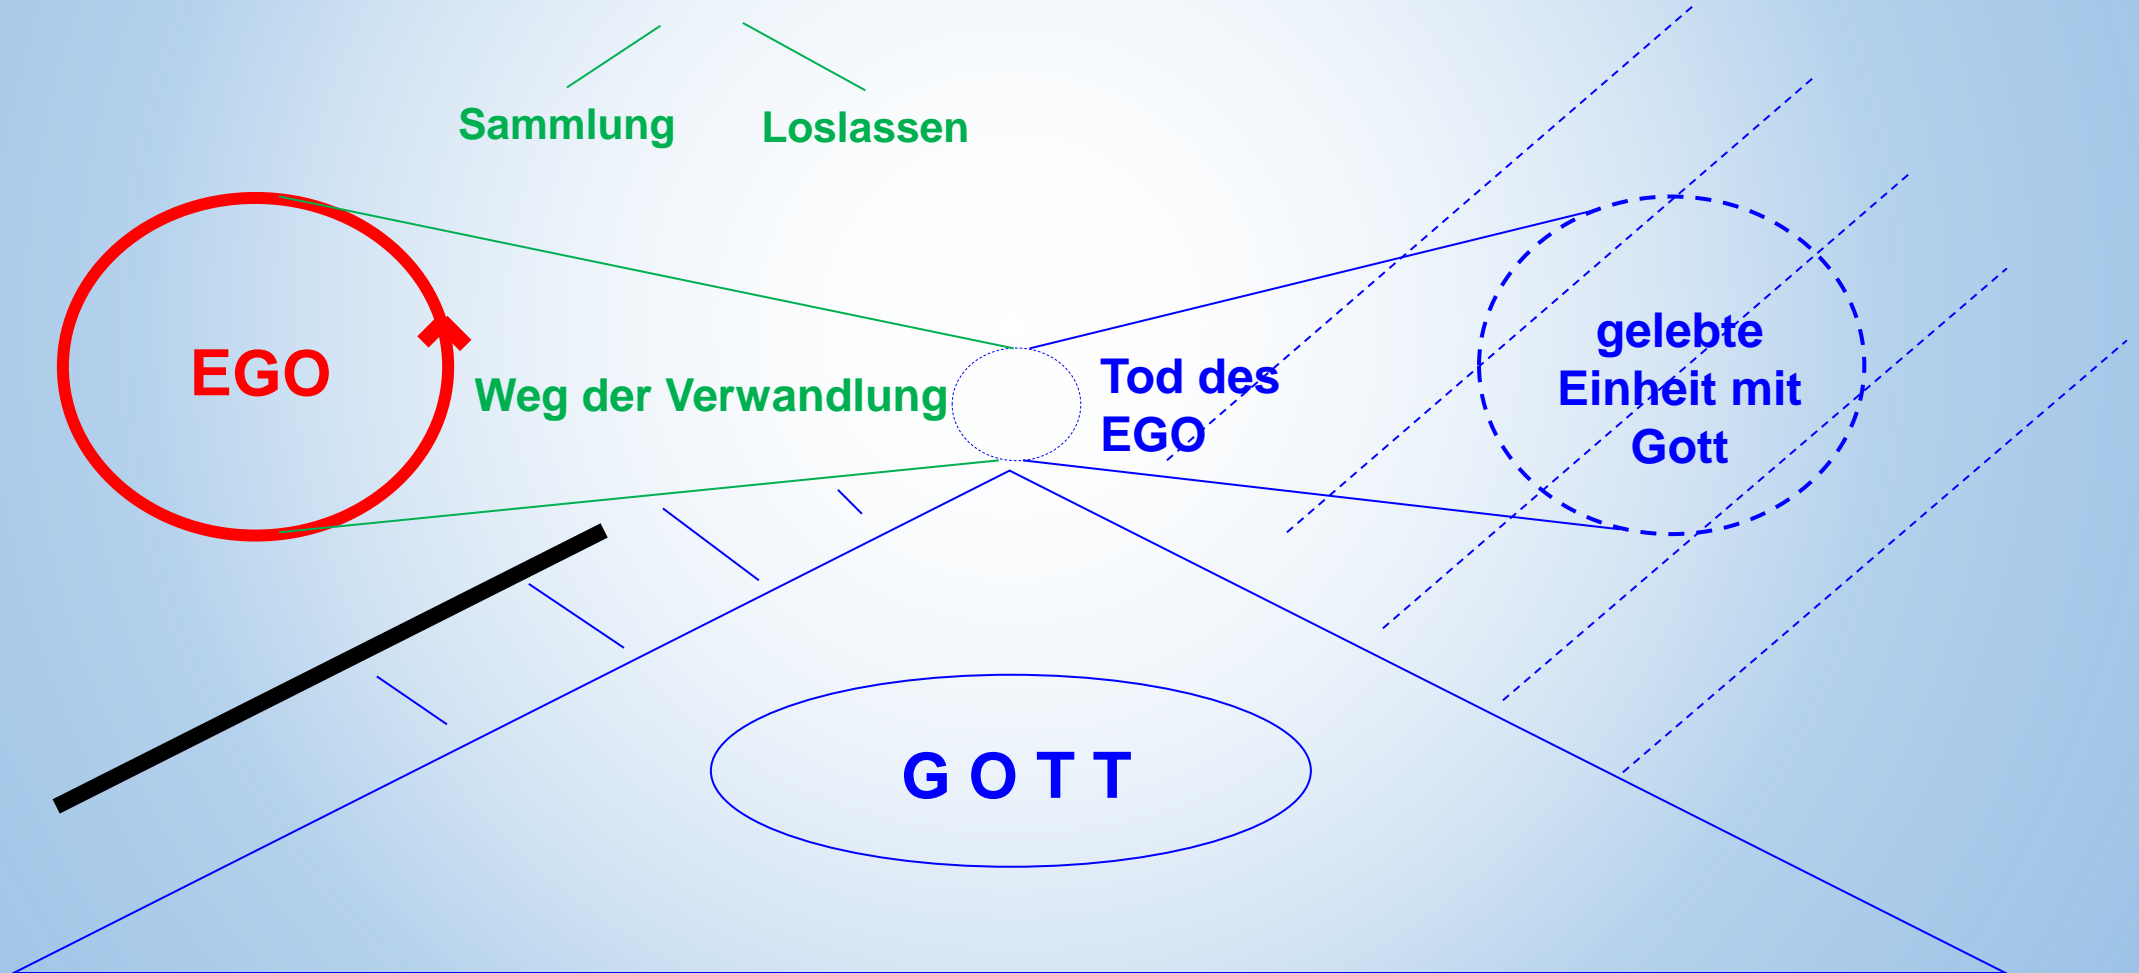 Sammlung
Loslassen
EGO
Weg der Verwandlung
Tod des
EGO
gelebte
Einheit mit
Gott
G O T T